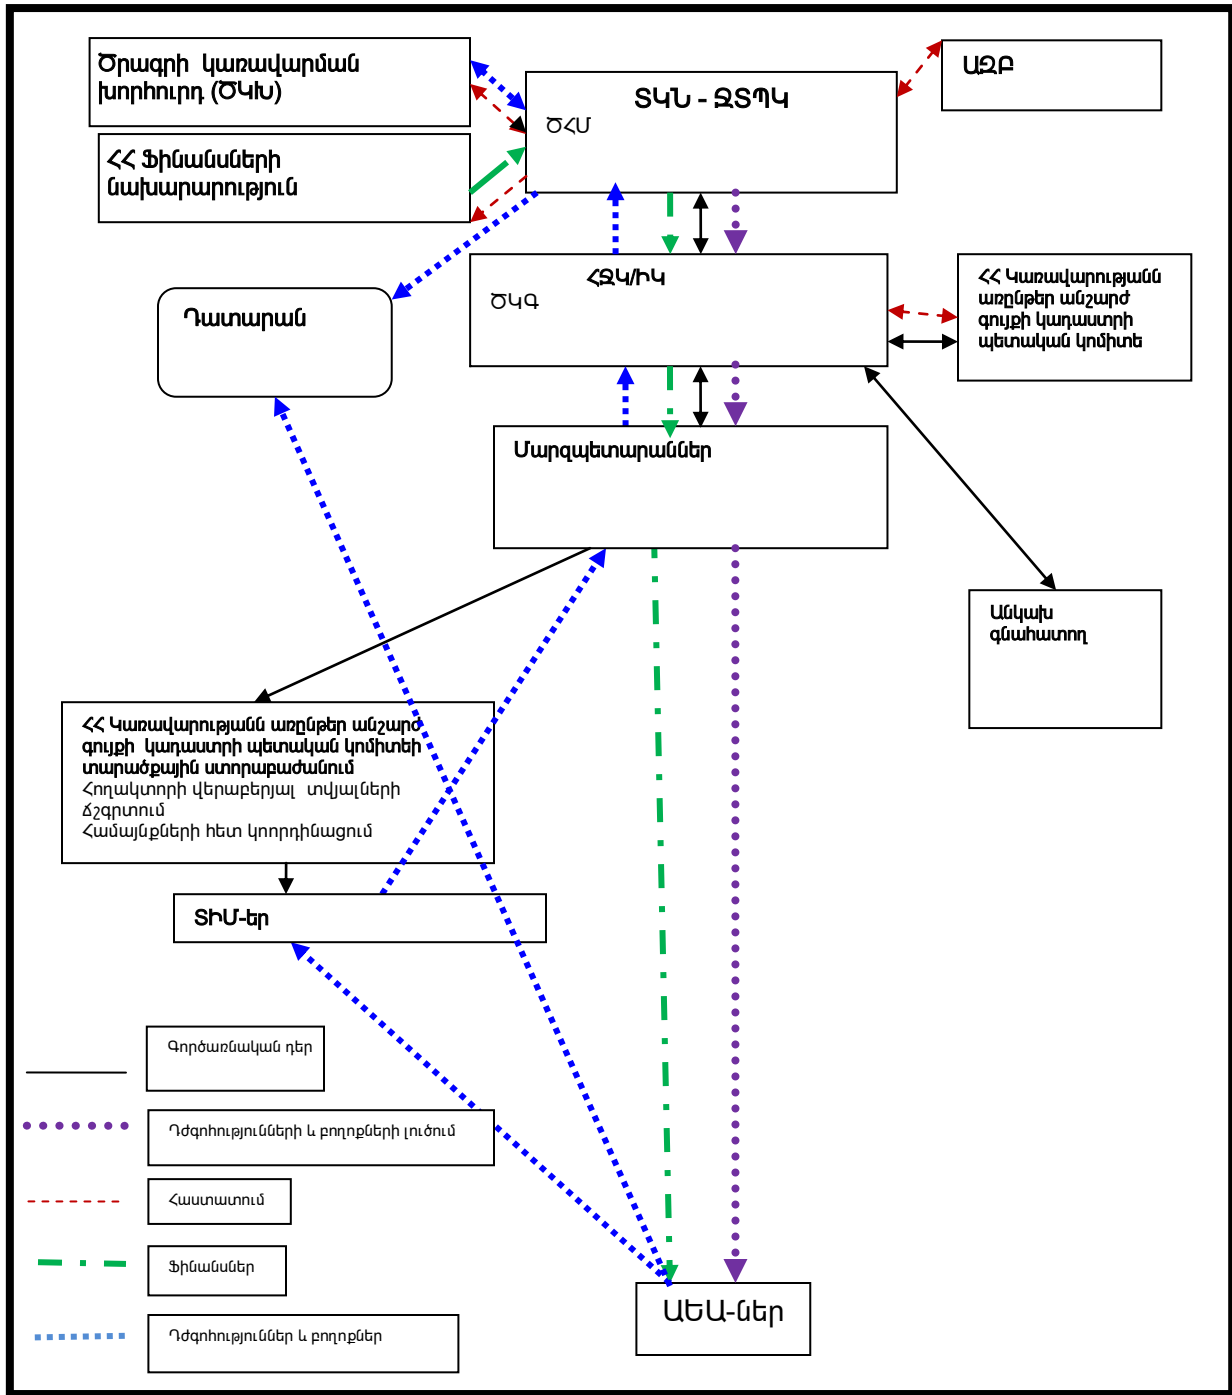 Ծրագրի կառավարման
խորհուրդ (ԾԿԽ)
ՀՀ Ֆինանսների
նախարարություն
ՏԿՆ - ՋՏՊԿ
ԾՀՄ
ԱԶԲ
ՀՋԿ/ԻԿ
ԾԿԳ
ՀՀ Կառավարությանն
առընթեր անշարժ
գույքի կադաստրի
պետական կոմիտե
Դատարան
Մարզպետարաններ
Անկախ
գնահատող
ՀՀ Կառավարությանն առընթեր անշարժ
գույքի կադաստրի պետական կոմիտեի
տարածքային ստորաբաժանում
Հողակտորի վերաբերյալ տվյալների
ճշգրտում
Համայնքների հետ կոորդինացում
ՏԻՄ-եր
Գործառնական դեր
Դժգոհությունների և բողոքների լուծում
Հաստատում
Ֆինանսներ
Դժգոհություններ և բողոքներ
ԱԵԱ-ներ